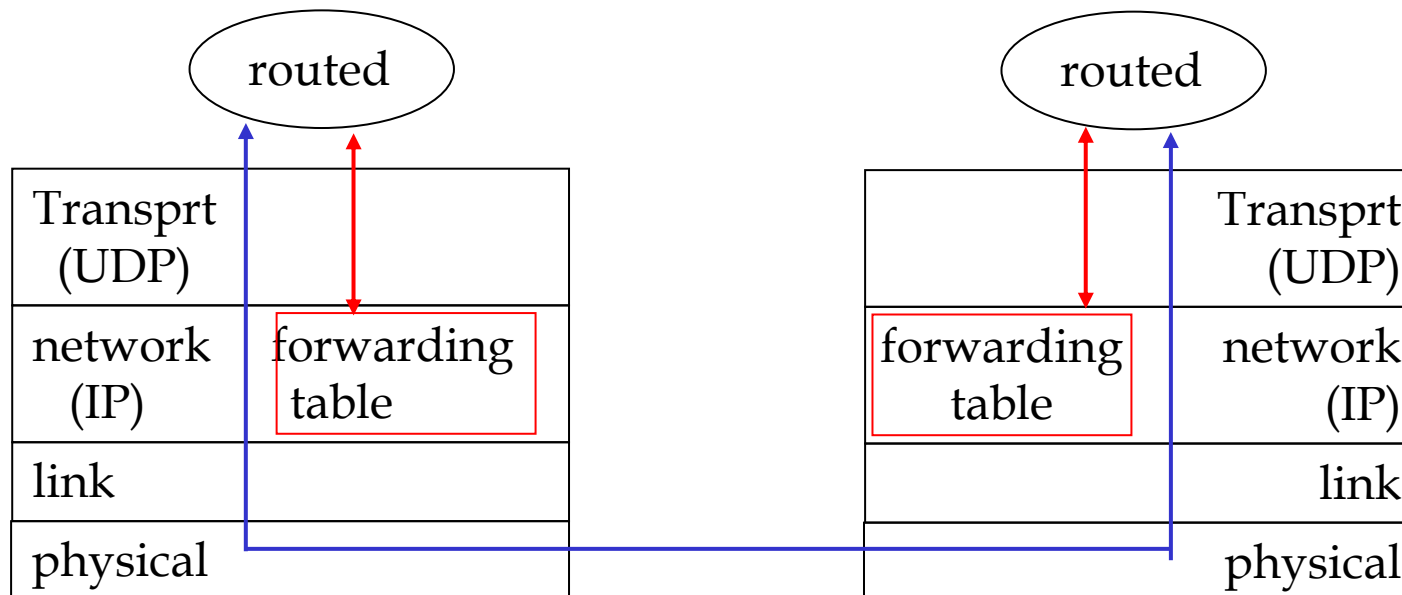 routed
routed
Transprt
(UDP)
network
(IP)
forwarding
table
link
physical
Transprt
(UDP)
forwarding
table
network
(IP)
link
physical